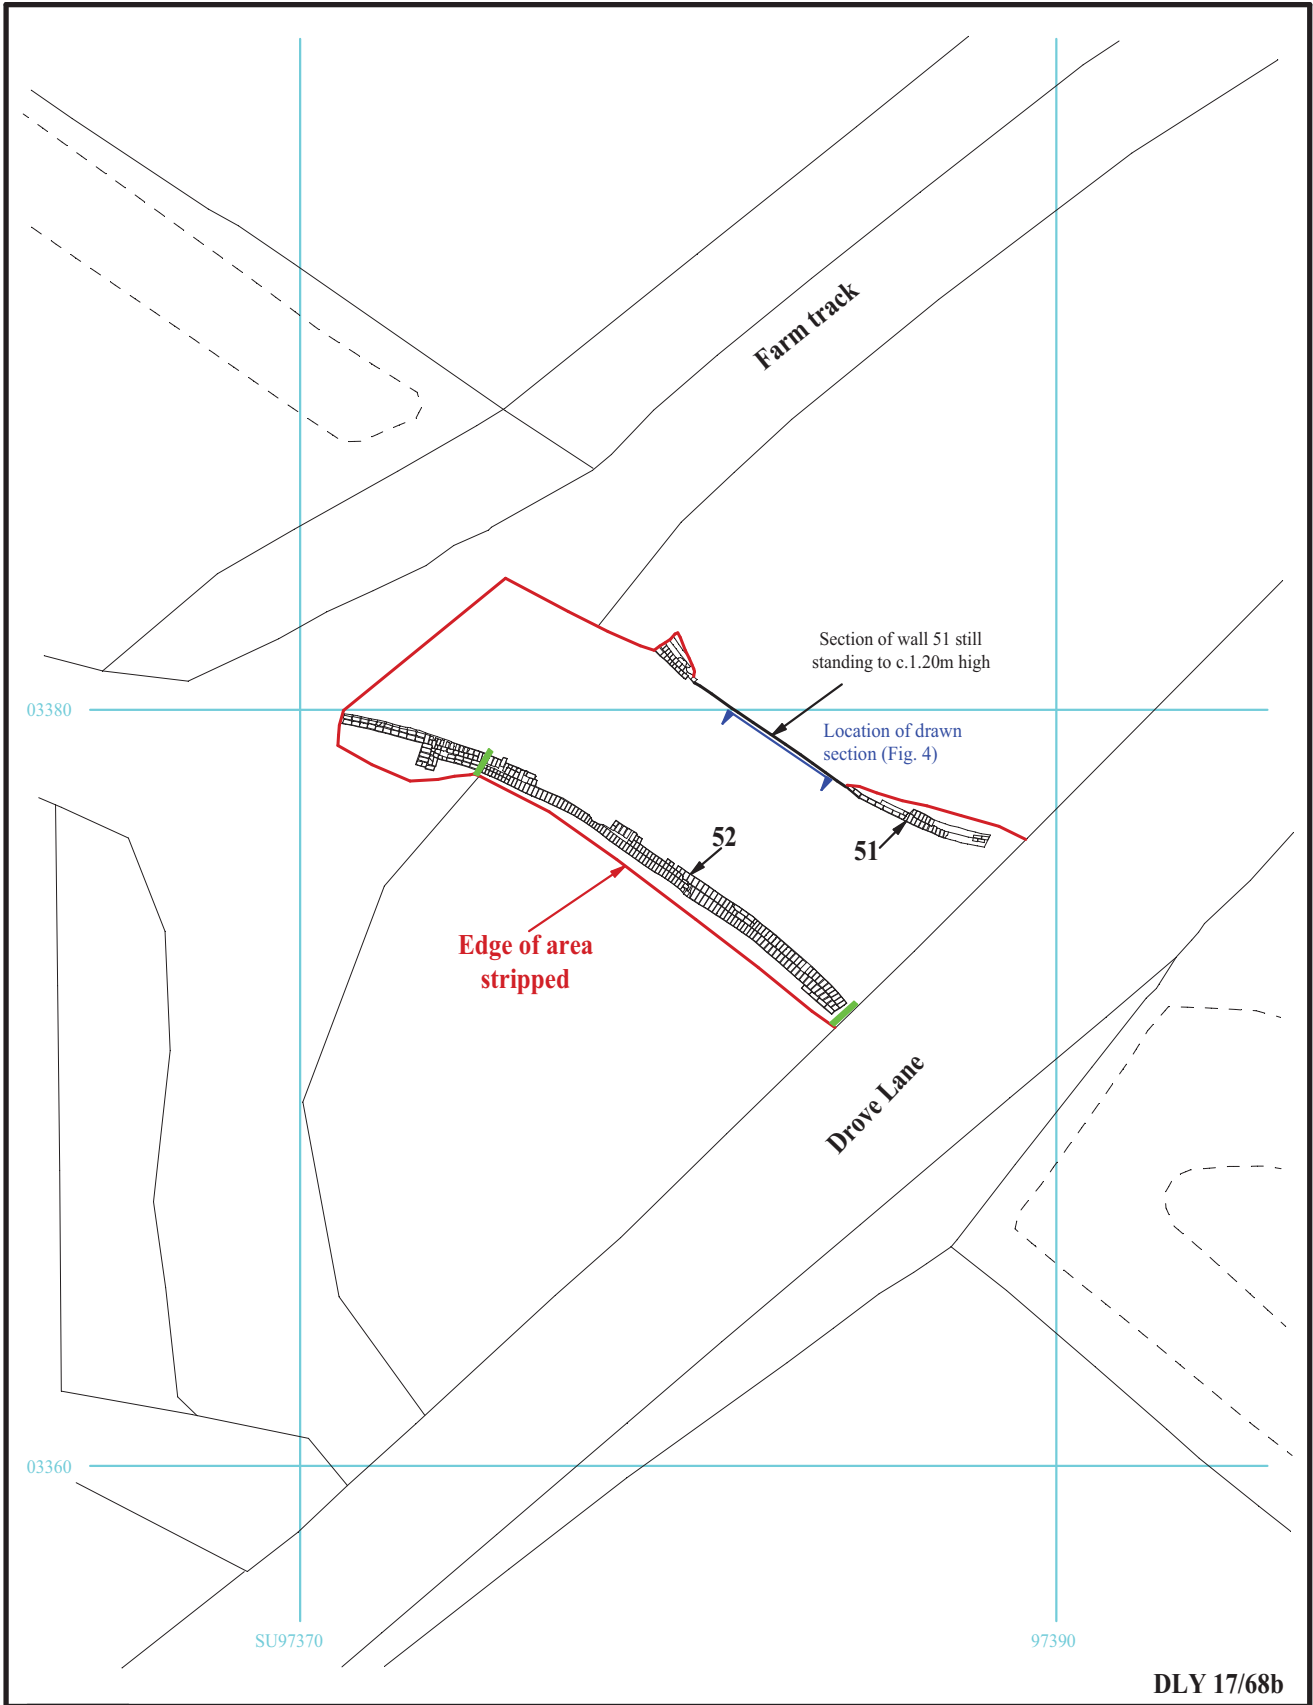 Farm track
Section of wall 51 still
standing to c.1.20m high
03380
Location of drawn
section (Fig. 4)
52
51
Edge of area
stripped
Drove Lane
03360
SU97370
97390
DLY 17/68b